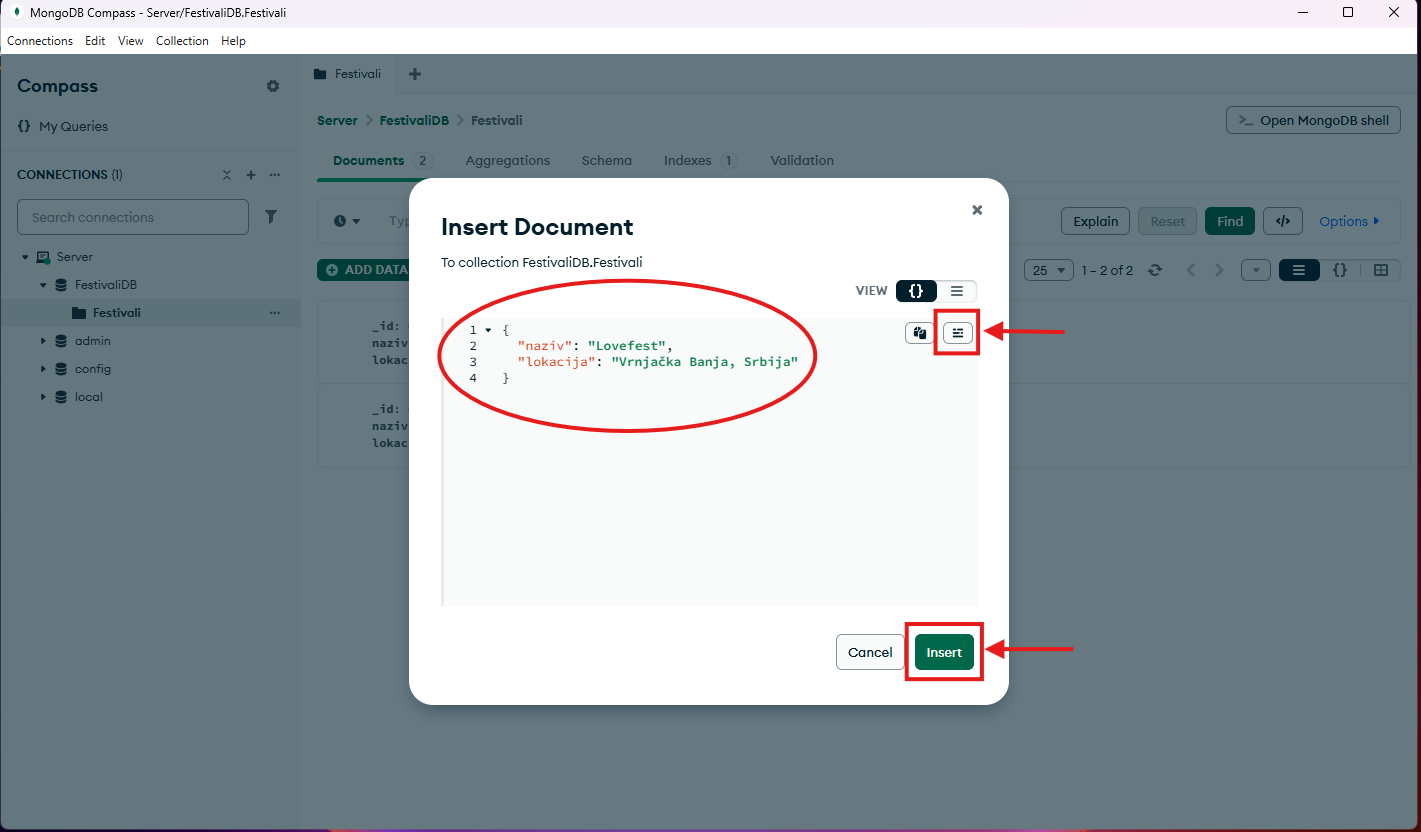 MongoDB Compass - Server/FestivaliDB.Festivali
Connections Edit View Collection Help
Compass
{} My Queries
CONNECTIONS (1)
Search connections
Server
FestivaliDB
Festivali
admin
config
local
Festivali
Server > FestivaliDB > Festivali
>_ Open MongoDB shell
Documents 2 Aggregations Schema Indexes 1 Validation
Explain Reset Find </> Options
ADD DATA
25 1 – 2 of 2 {}
_id:
naziv
lokac
_id:
naziv
lokac
Insert Document
To collection FestivaliDB.Festivali
VIEW {}
1 {
2 "naziv": "Lovefest",
3 "lokacija": "Vrnjačka Banja, Srbija"
4 }
Cancel Insert